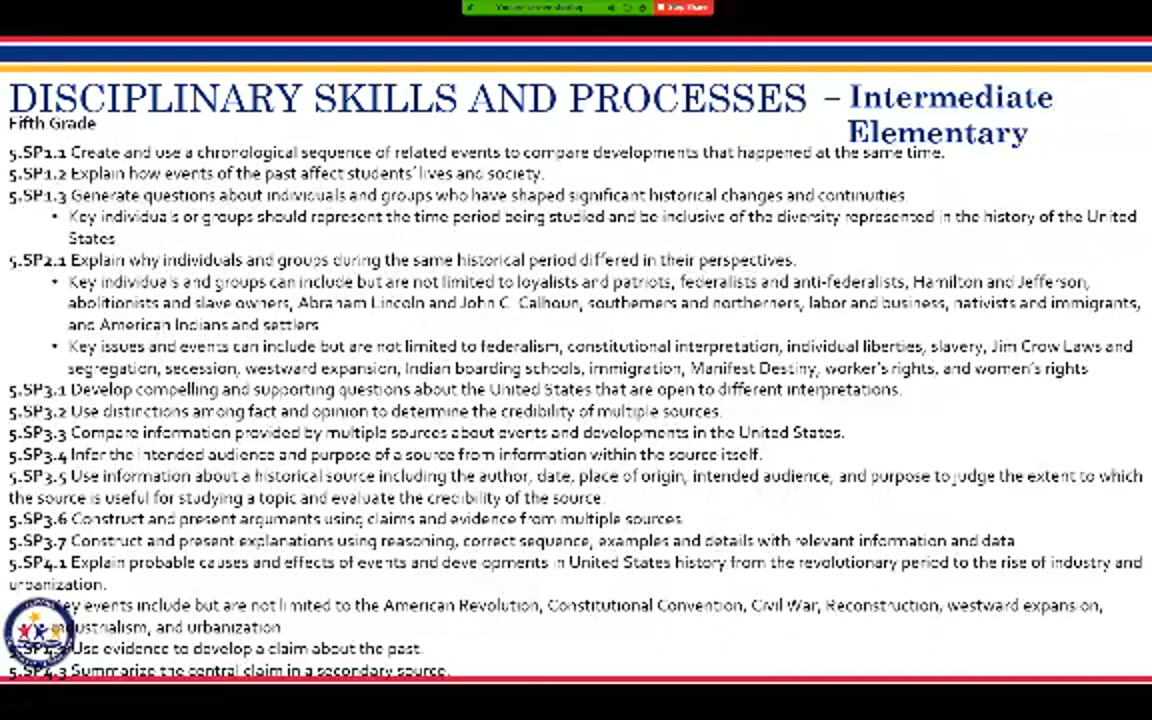 You are screen sharing Stop Share
DISCIPLINARY SKILLS AND PROCESSES – Intermediate
Elementary
Fifth Grade
5.SP1.1 Create and use a chronological sequence of related events to compare developments that happened at the same time.
5.SP1.2 Explain how events of the past affect students' lives and society.
5.SP1.3 Generate questions about individuals and groups who have shaped significant historical changes and continuities.
• Key individuals or groups should represent the time period being studied and be inclusive of the diversity represented in the history of the United
States
5.SP2.1 Explain why individuals and groups during the same historical period differed in their perspectives.
• Key individuals and groups can include but are not limited to loyalists and patriots, federalists and anti-federalists, Hamilton and Jefferson,
abolitionists and slave owners, Abraham Lincoln and John C. Calhoun, southerners and northerners, labor and business, nativists and immigrants,
and American Indians and settlers
• Key issues and events can include but are not limited to federalism, constitutional interpretation, individual liberties, slavery, Jim Crow Laws and
segregation, secession, westward expansion, Indian boarding schools, immigration, Manifest Destiny, worker's rights, and women's rights
5.SP3.1 Develop compelling and supporting questions about the United States that are open to different interpretations.
5.SP3.2 Use distinctions among fact and opinion to determine the credibility of multiple sources.
5.SP3.3 Compare information provided by multiple sources about events and developments in the United States.
5.SP3.4 Infer the intended audience and purpose of a source from information within the source itself.
5.SP3.5 Use information about a historical source including the author, date, place of origin, intended audience, and purpose to judge the extent to which
the source is useful for studying a topic and evaluate the credibility of the source.
5.SP3.6 Construct and present arguments using claims and evidence from multiple sources.
5.SP3.7 Construct and present explanations using reasoning, correct sequence, examples and details with relevant information and data
5.SP4.1 Explain probable causes and effects of events and developments in United States history from the revolutionary period to the rise of industry and
urbanization.
ey events include but are not limited to the American Revolution, Constitutional Convention, Civil War, Reconstruction, westward expansion,
dustrialism, and urbanization
Use evidence to develop a claim about the past.
5.SP4.3 Summarize the central claim in a secondary source.